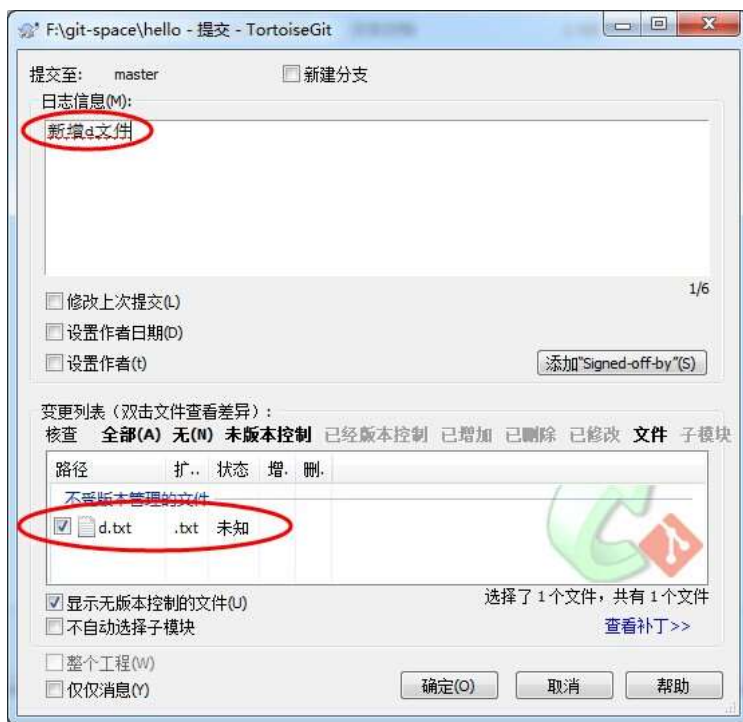 F:\git-space\hello - 提交 - TortoiseGit
提交至: master 新建分支
日志信息(M):
新增d文件
1/6
修改上次提交(L)
设置作者日期(D)
设置作者(t) 添加"Signed-off-by"(S)
变更列表（双击文件查看差异）:
核查 全部(A) 无(N) 未版本控制 已经版本控制 已增加 已删除 已修改 文件 子模块
路径 扩.. 状态 增. 删.
不受版本管理的文件
d.txt .txt 未知
显示无版本控制的文件(U) 选择了1个文件，共有1个文件
不自动选择子模块 查看补丁>>
整个工程(W)
仅仅消息(Y) 确定(O) 取消 帮助